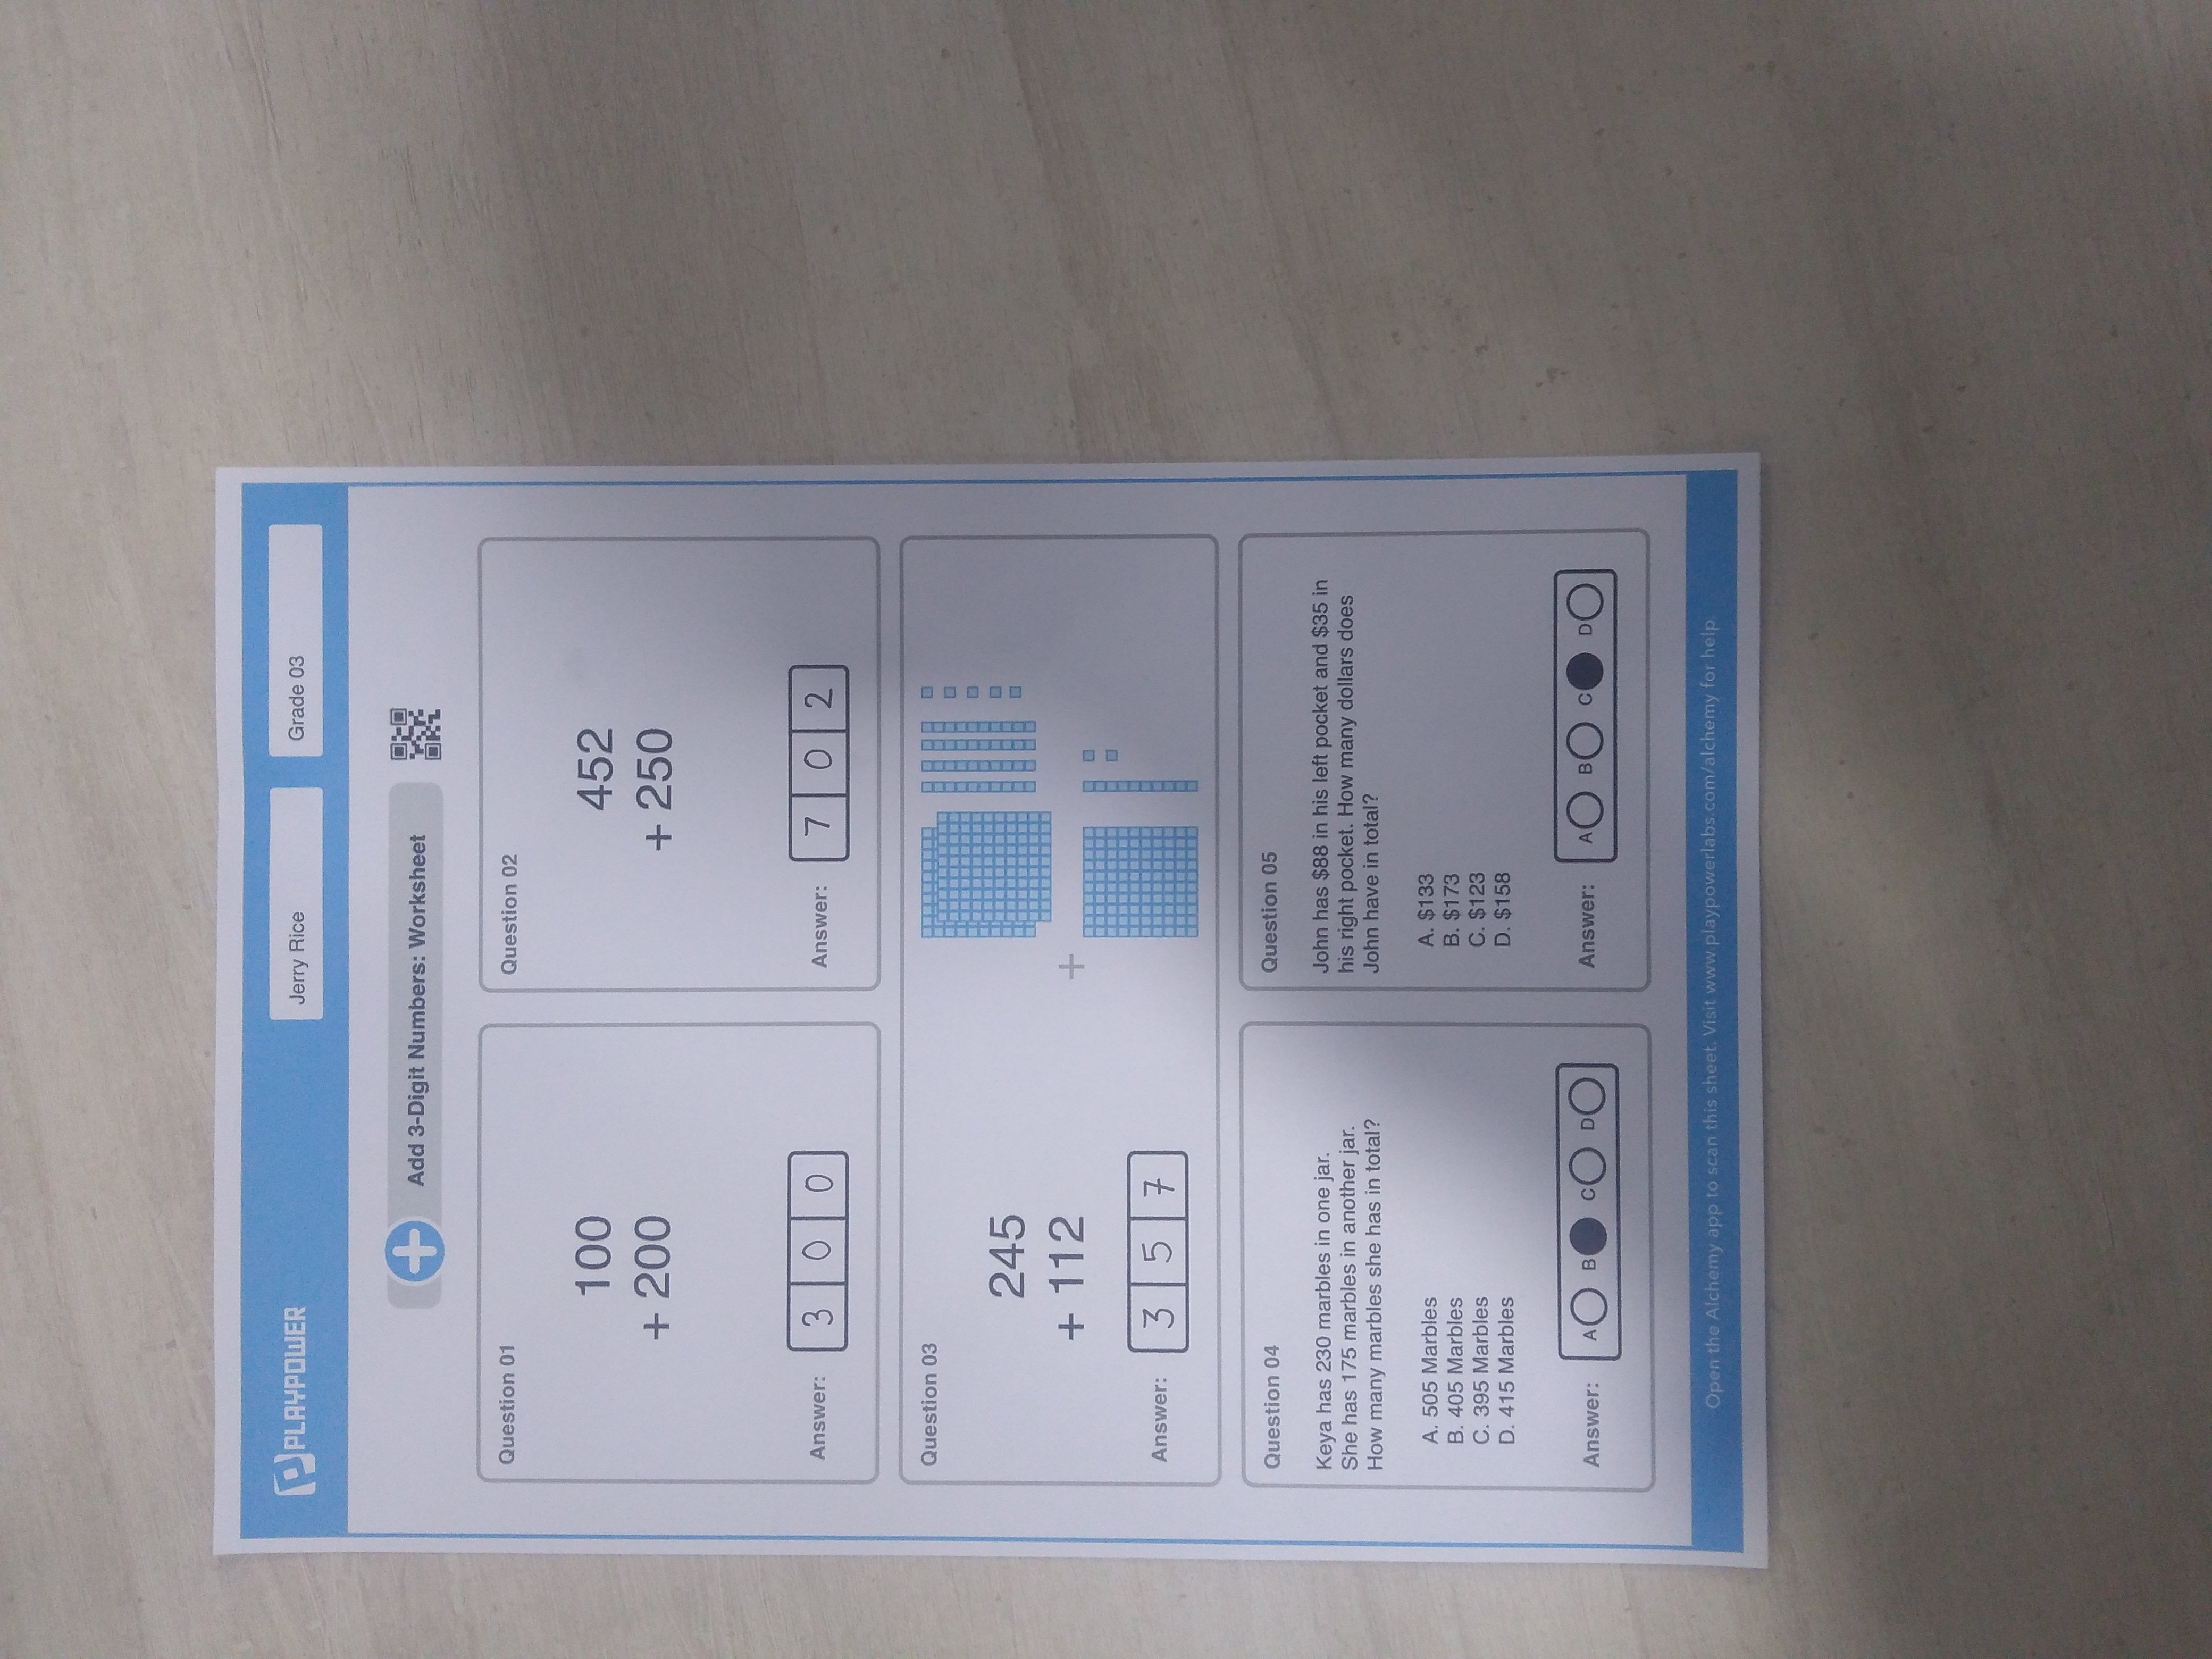 PLAYPOWER
Jerry Rice
Grade 03
Add 3-Digit Numbers: Worksheet
Question 01
100
+ 200
Answer: 3 0 0
Question 02
452
+ 250
Answer: 7 0 2
Question 03
245
+ 112
Answer: 3 5 7
+
Question 04
Keya has 230 marbles in one jar.
She has 175 marbles in another jar.
How many marbles she has in total?
A. 505 Marbles
B. 405 Marbles
C. 395 Marbles
D. 415 Marbles
Answer: A B C D
Question 05
John has $88 in his left pocket and $35 in
his right pocket. How many dollars does
John have in total?
A. $133
B. $173
C. $123
D. $158
Answer: A B C D
Open the Alchemy app to scan this sheet. Visit www.playpowerlabs.com/alchemy for help.